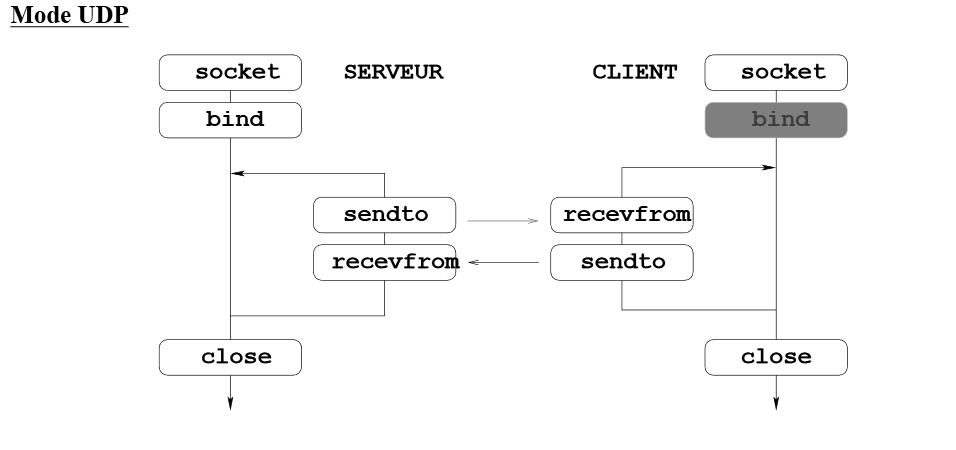 Mode UDP
socket SERVEUR CLIENT socket
bind bind
sendto recevfrom
recevfrom sendto
close close